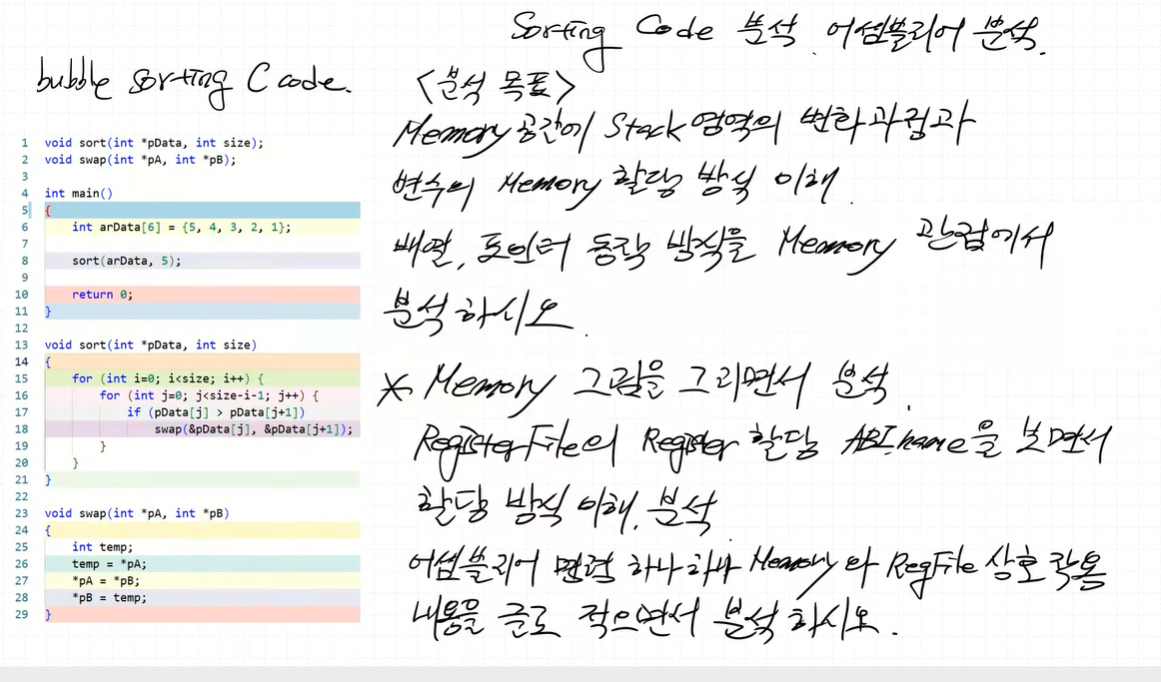 Sorting Code 분석, 어셈블리어 분석.
bubble sorting C code.
1 void sort(int *pData, int size);
2 void swap(int *pA, int *pB);
3
4 int main()
5 {
6     int arData[6] = {5, 4, 3, 2, 1};
7
8     sort(arData, 5);
9
10     return 0;
11 }
12
13 void sort(int *pData, int size)
14 {
15     for (int i=0; i<size; i++) {
16         for (int j=0; j<size-i-1; j++) {
17             if (pData[j] > pData[j+1])
18                 swap(&pData[j], &pData[j+1]);
19         }
20     }
21 }
22
23 void swap(int *pA, int *pB)
24 {
25     int temp;
26     temp = *pA;
27     *pA = *pB;
28     *pB = temp;
29 }
<분석 목표>
Memory 공간에 Stack 영역의 변화과정과
변수의 Memory 할당 방식 이해.
배열, 포인터 동작 방식을 Memory 관점에서
분석하시오.
* Memory 그림을 그리면서 분석.
RegisterFile의 Register 할당 ABI.name을 보면서
할당 방식 이해, 분석.
어셈블리어 명령 하나하나 Memory와 RegFile 상호 작용
내용을 글로 적으면서 분석하시오.